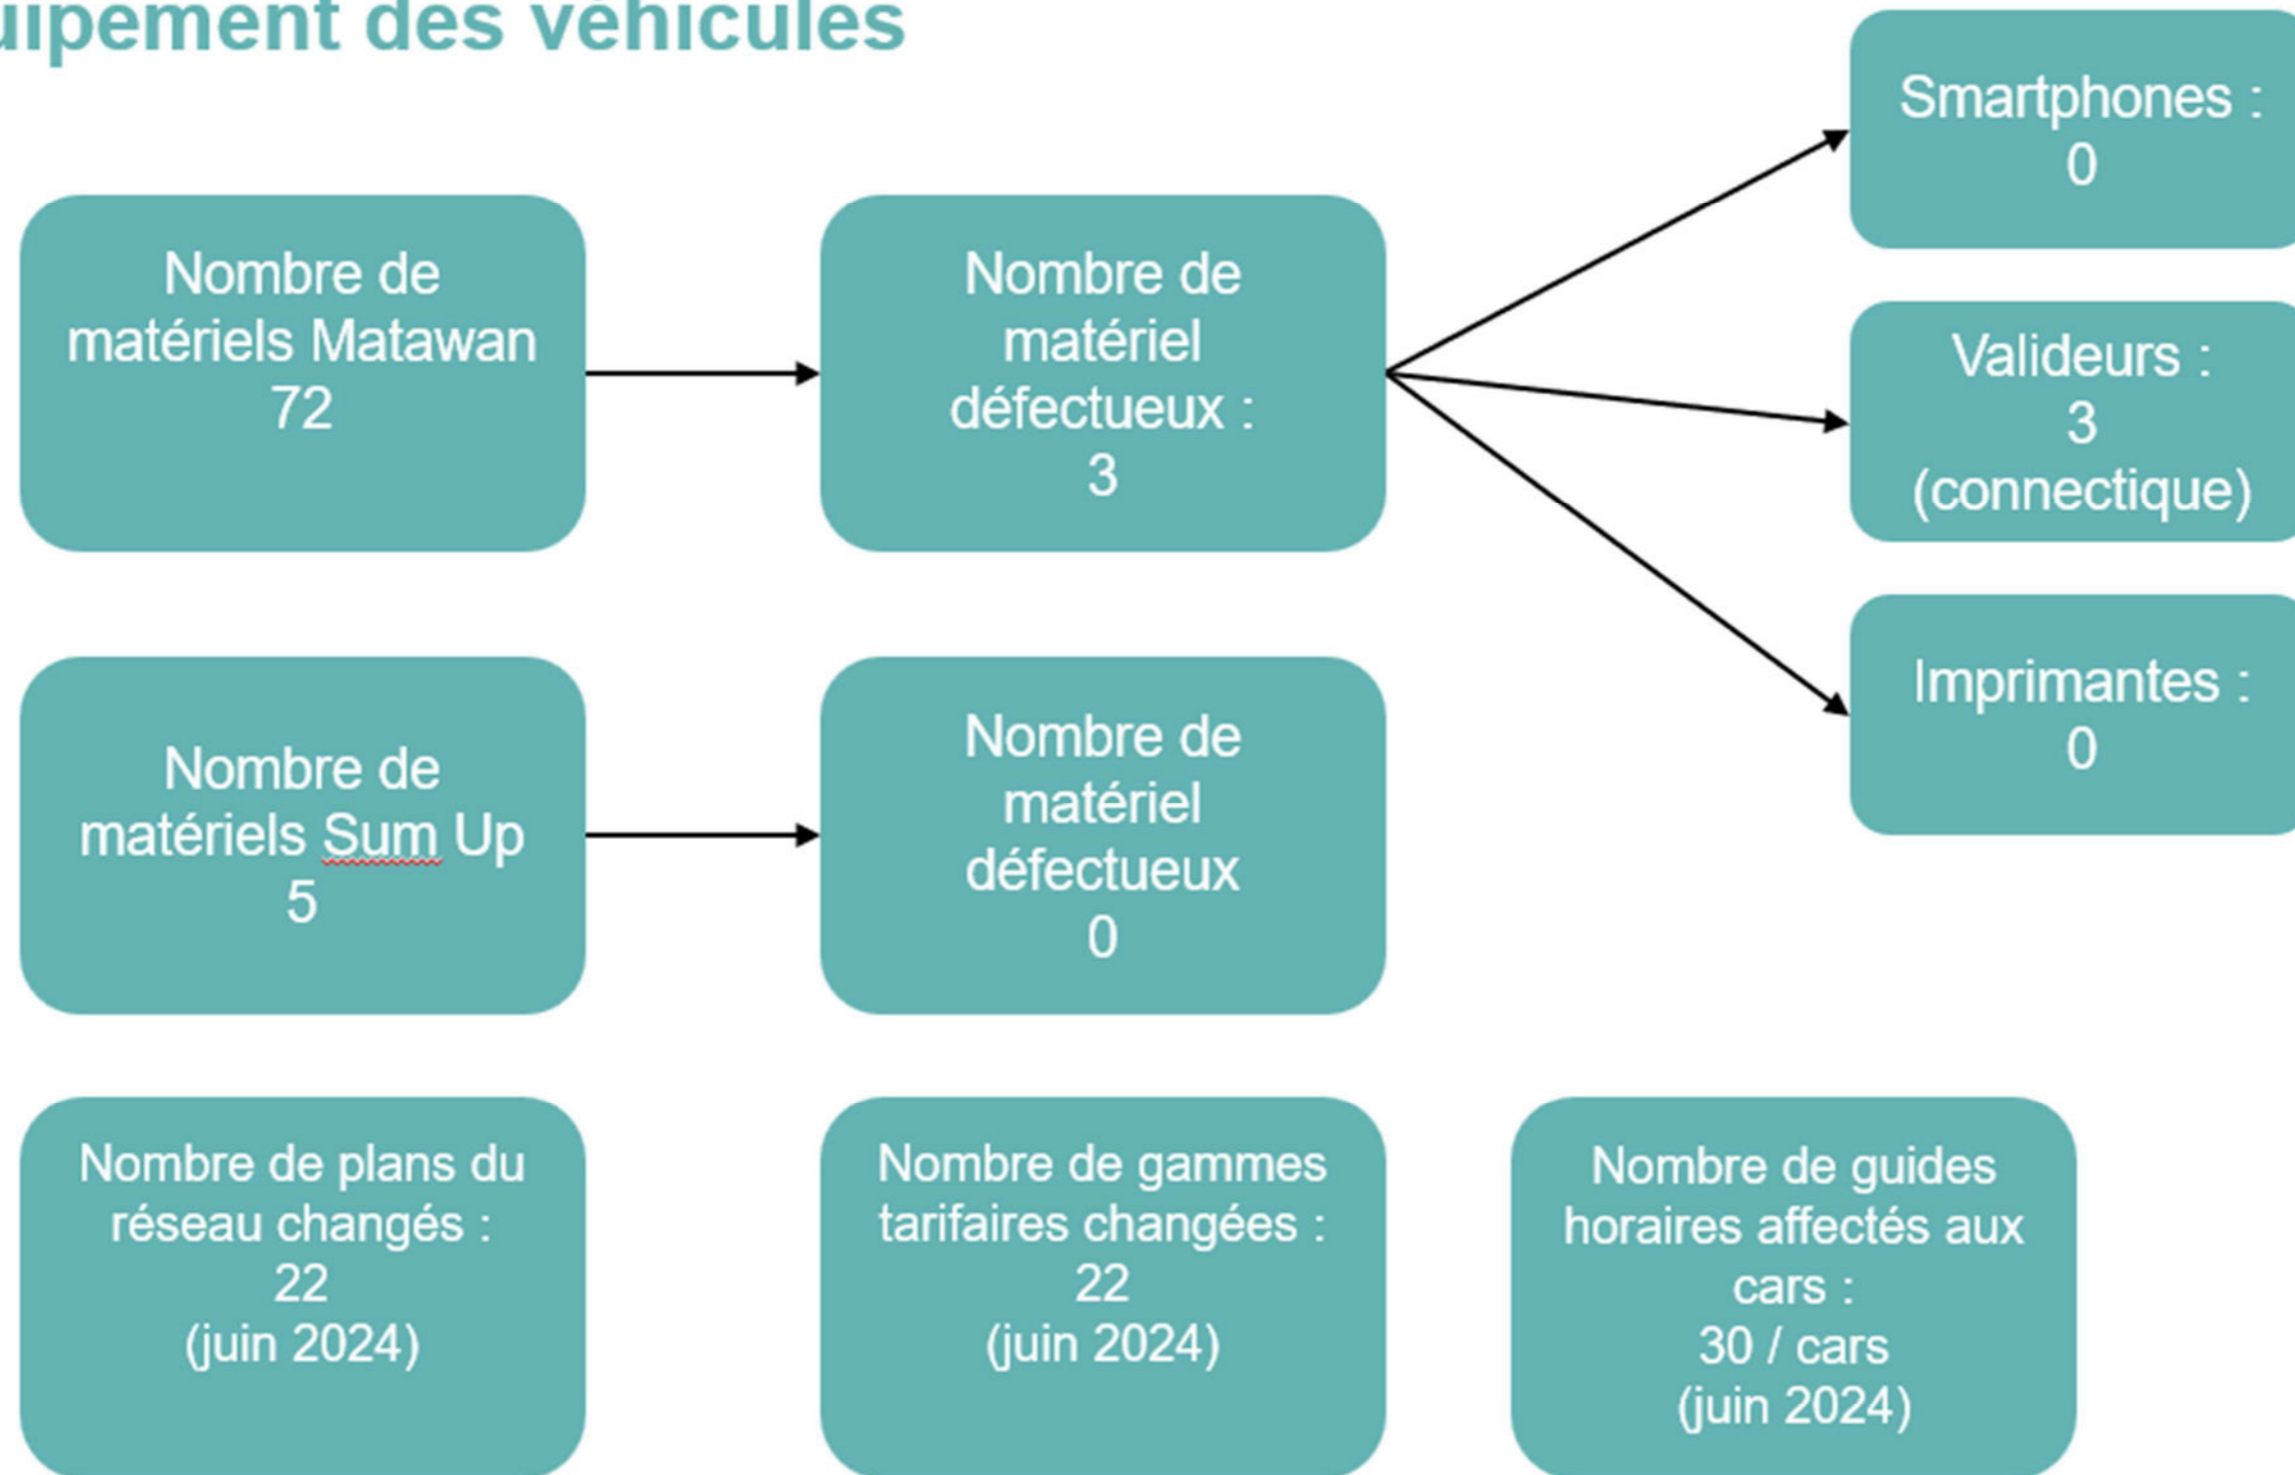 uipement des véhicules
Smartphones :
0
Nombre de
matériels Matawan
72
Nombre de
matériel
défectueux :
3
Valideurs :
3
(connectique)
Imprimantes :
0
Nombre de
matériels Sum Up
5
Nombre de
matériel
défectueux
0
Nombre de plans du
réseau changés :
22
(juin 2024)
Nombre de gammes
tarifaires changées :
22
(juin 2024)
Nombre de guides
horaires affectés aux
cars :
30 / cars
(juin 2024)